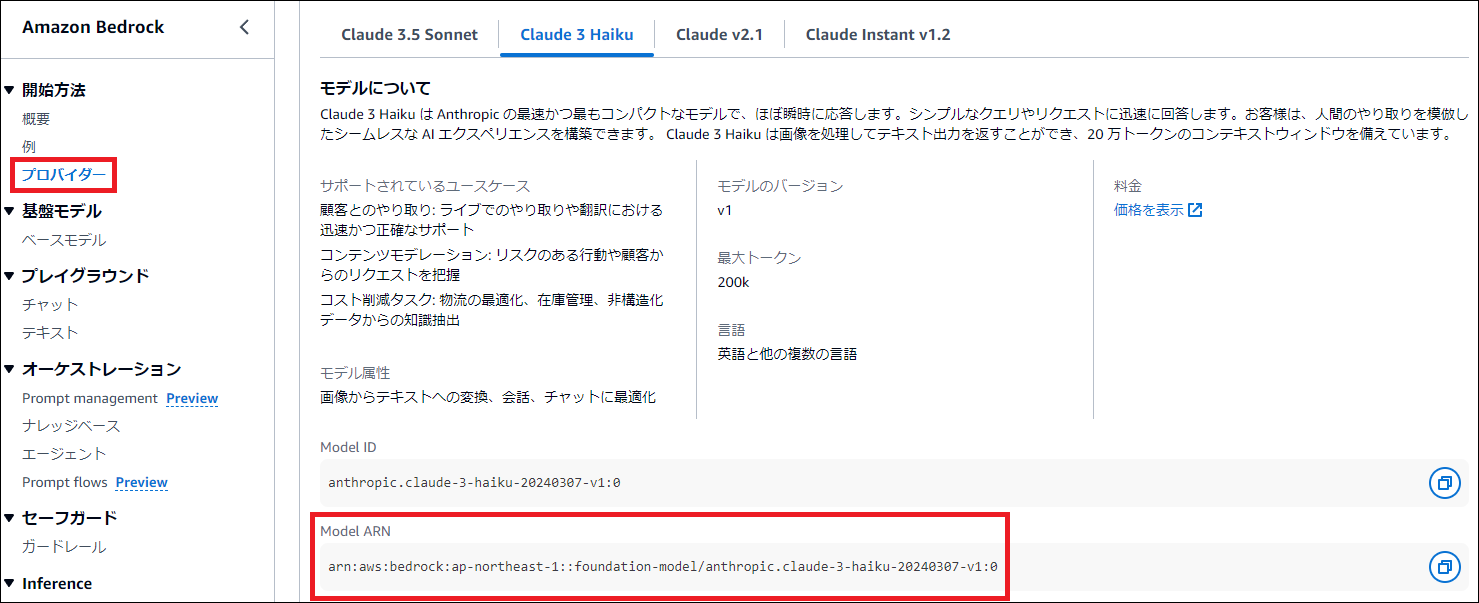 Amazon Bedrock
開始方法
概要
例
プロバイダー
基盤モデル
ベースモデル
プレイグラウンド
チャット
テキスト
オーケストレーション
Prompt management Preview
ナレッジベース
エージェント
Prompt flows Preview
セーフガード
ガードレール
Inference
Claude 3.5 Sonnet
Claude 3 Haiku
Claude v2.1
Claude Instant v1.2
モデルについて
Claude 3 Haiku は Anthropic の最速かつ最もコンパクトなモデルで、ほぼ瞬時に応答します。シンプルなクエリやリクエストに迅速に回答します。お客様は、人間のやり取りを模倣し
たシームレスな AI エクスペリエンスを構築できます。 Claude 3 Haiku は画像を処理してテキスト出力を返すことができ、20 万トークンのコンテキストウィンドウを備えています。
サポートされているユースケース
顧客とのやり取り: ライブでのやり取りや翻訳における
迅速かつ正確なサポート
コンテンツモデレーション: リスクのある行動や顧客か
らのリクエストを把握
コスト削減タスク: 物流の最適化、在庫管理、非構造化
データからの知識抽出
モデル属性
画像からテキストへの変換、会話、チャットに最適化
モデルのバージョン
v1
最大トークン
200k
言語
英語と他の複数の言語
料金
価格を表示
Model ID
anthropic.claude-3-haiku-20240307-v1:0
Model ARN
arn:aws:bedrock:ap-northeast-1::foundation-model/anthropic.claude-3-haiku-20240307-v1:0